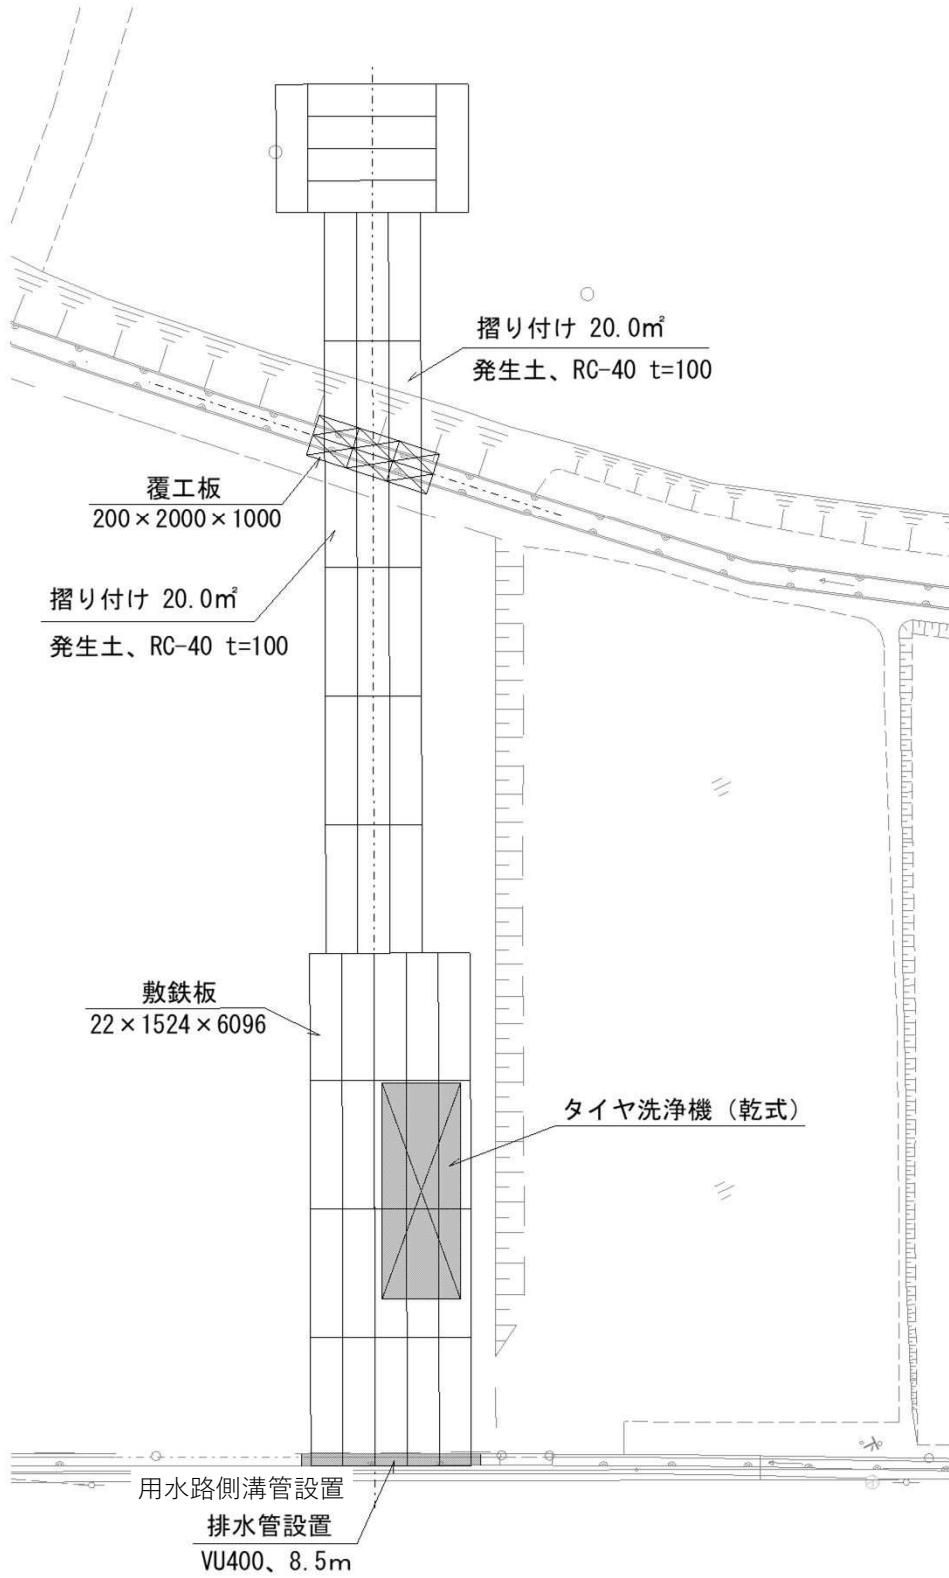 摺り付け 20.0㎡
発生土、RC-40 t=100
覆工板
200×2000×1000
摺り付け 20.0㎡
発生土、RC-40 t=100
敷鉄板
22×1524×6096
タイヤ洗浄機（乾式）
用水路側溝管設置
排水管設置
VU400、8.5m